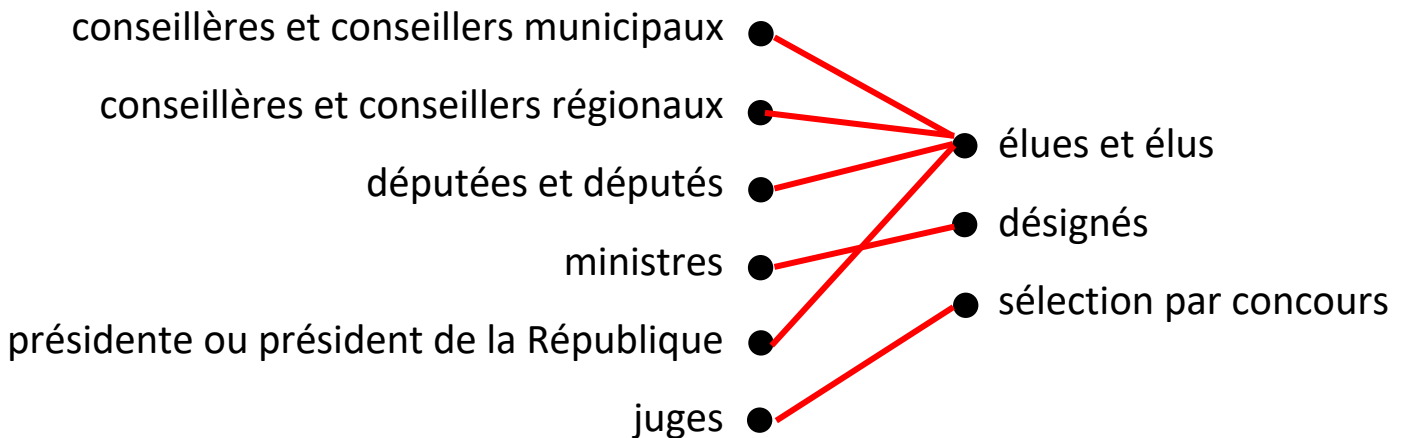 conseillères et conseillers municipaux
conseillères et conseillers régionaux
députées et députés
ministres
présidente ou président de la République
juges
élues et élus
désignés
sélection par concours